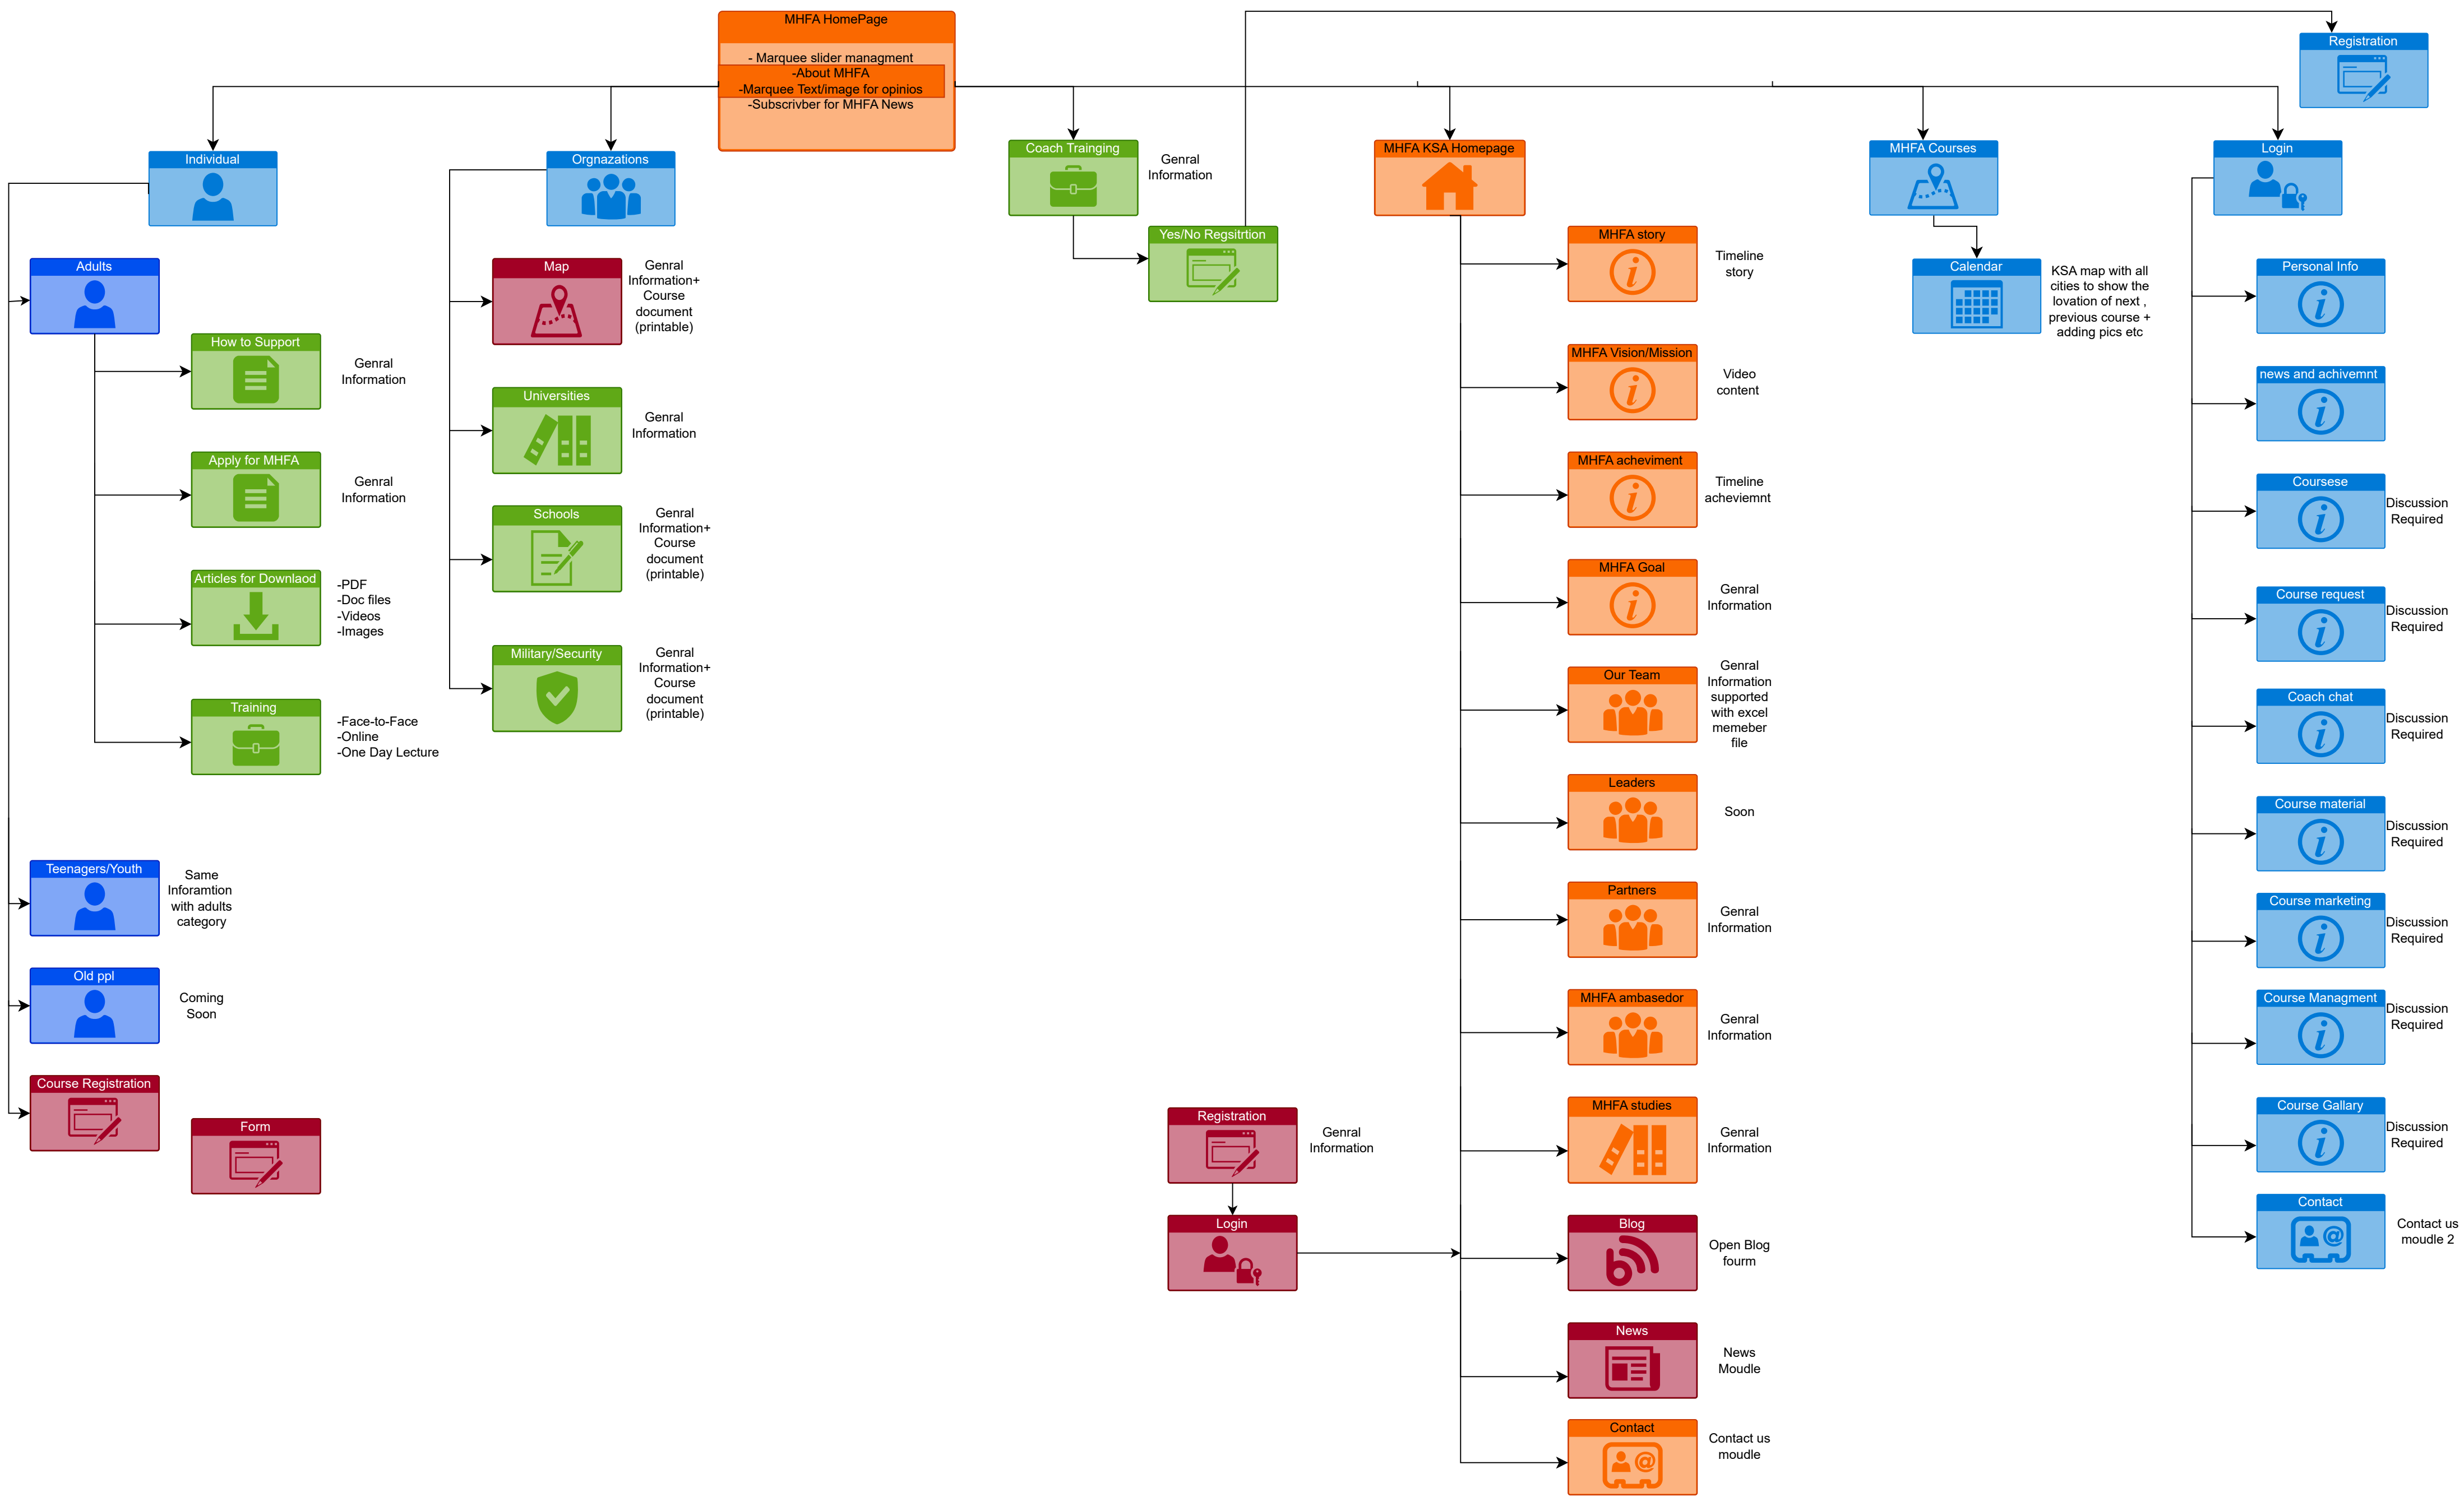 MHFA HomePage
- Marquee slider managment
-About MHFA
-Marquee Text/image for opinios
-Subscrivber for MHFA News
Registration
Individual
Orgnazations
Coach Trainging
Genral
Information
MHFA KSA Homepage
MHFA Courses
Login
Adults
How to Support
Genral
Information
Apply for MHFA
Genral
Information
Articles for Downlaod
-PDF
-Doc files
-Videos
-Images
Training
-Face-to-Face
-Online
-One Day Lecture
Teenagers/Youth
Same
Inforamtion
with adults
category
Old ppl
Coming
Soon
Course Registration
Form
Map
Genral
Information+
Course
document
(printable)
Universities
Genral
Information
Schools
Genral
Information+
Course
document
(printable)
Military/Security
Genral
Information+
Course
document
(printable)
Yes/No Regsitrtion
MHFA story
Timeline
story
MHFA Vision/Mission
Video
content
MHFA acheviment
Timeline
acheviemnt
MHFA Goal
Genral
Information
Our Team
Genral
Information
supported
with excel
memeber
file
Leaders
Soon
Partners
Genral
Information
MHFA ambasedor
Genral
Information
MHFA studies
Genral
Information
Registration
Genral
Information
Login
Blog
Open Blog
fourm
News
News
Moudle
Contact
Contact us
moudle
Calendar
KSA map with all
cities to show the
lovation of next ,
previous course +
adding pics etc
Personal Info
news and achivemnt
Coursese
Discussion
Required
Course request
Discussion
Required
Coach chat
Discussion
Required
Course material
Discussion
Required
Course marketing
Discussion
Required
Course Managment
Discussion
Required
Course Gallary
Discussion
Required
Contact
Contact us
moudle 2